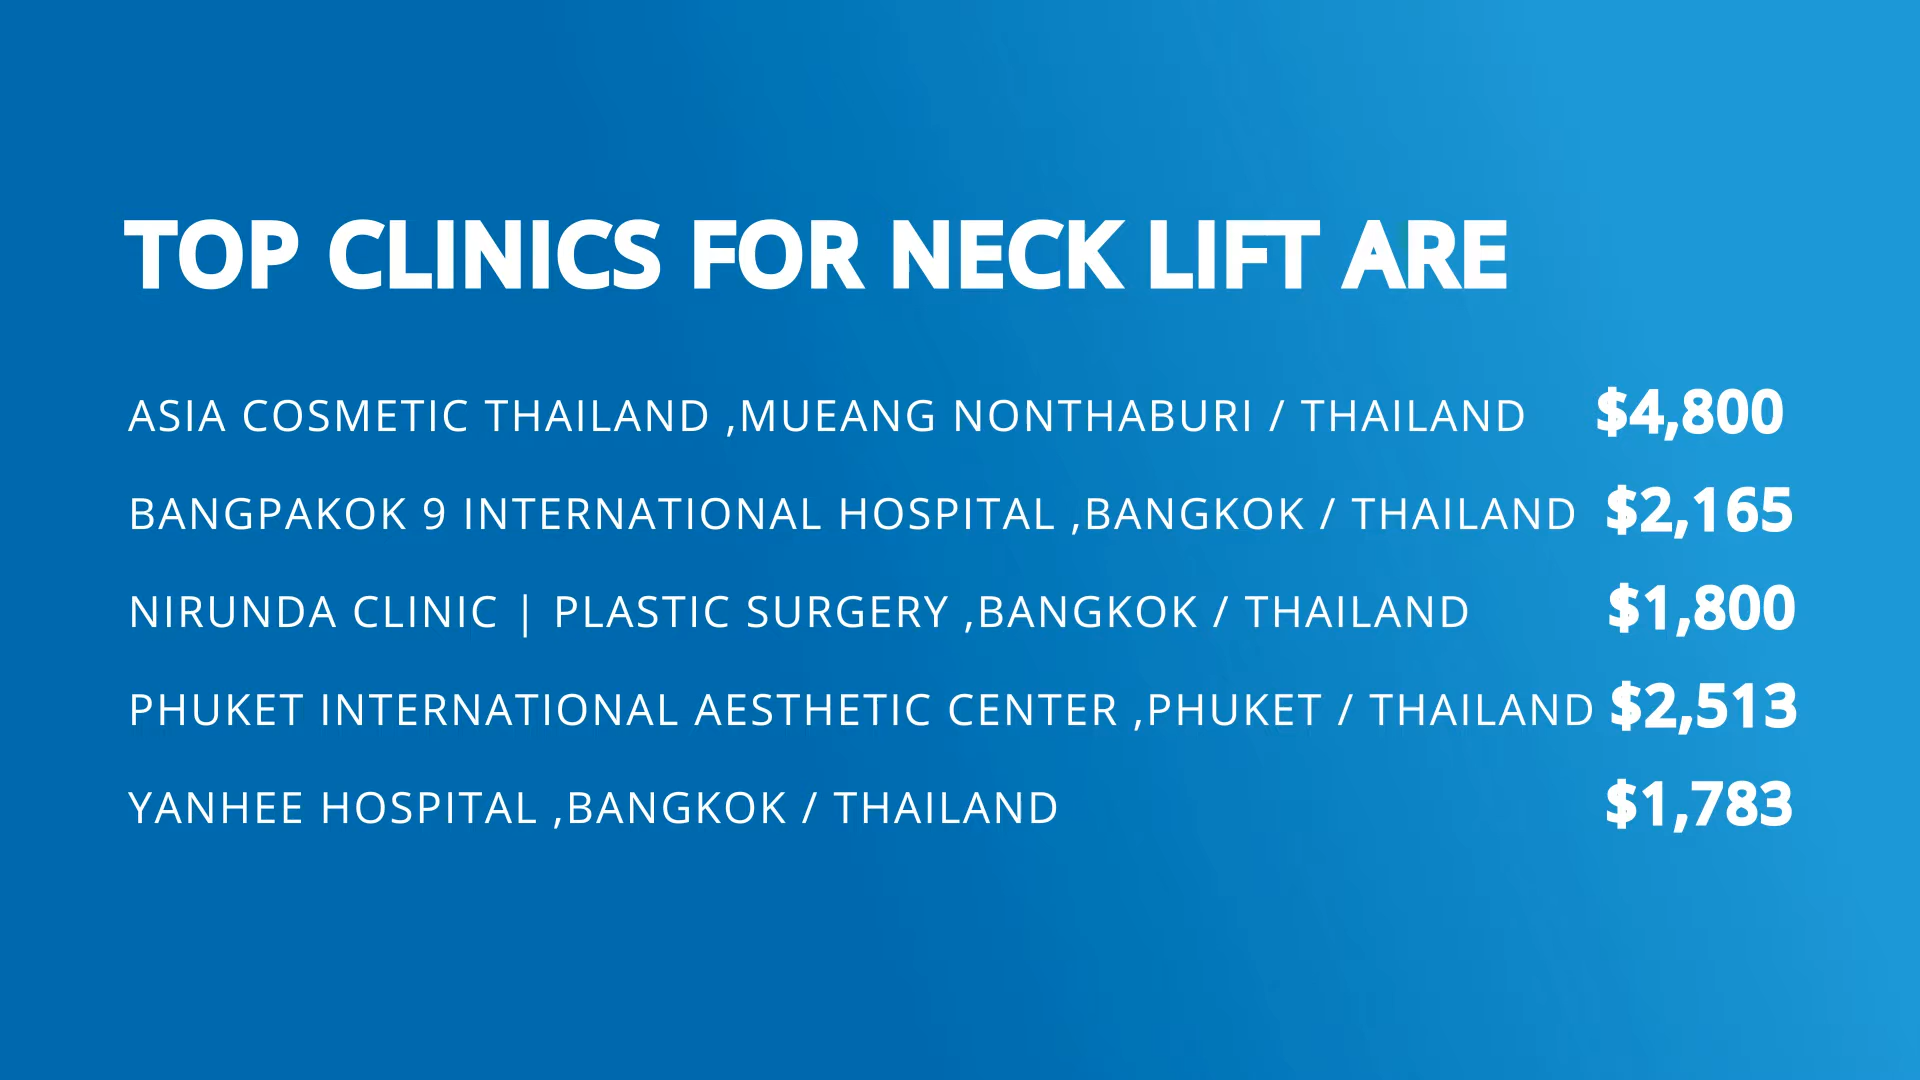 TOP CLINICS FOR NECK LIFT ARE
ASIA COSMETIC THAILAND ,MUEANG NONTHABURI / THAILAND $4,800
BANGPAKOK 9 INTERNATIONAL HOSPITAL ,BANGKOK / THAILAND $2,165
NIRUNDA CLINIC | PLASTIC SURGERY ,BANGKOK / THAILAND $1,800
PHUKET INTERNATIONAL AESTHETIC CENTER ,PHUKET / THAILAND $2,513
YANHEE HOSPITAL ,BANGKOK / THAILAND $1,783